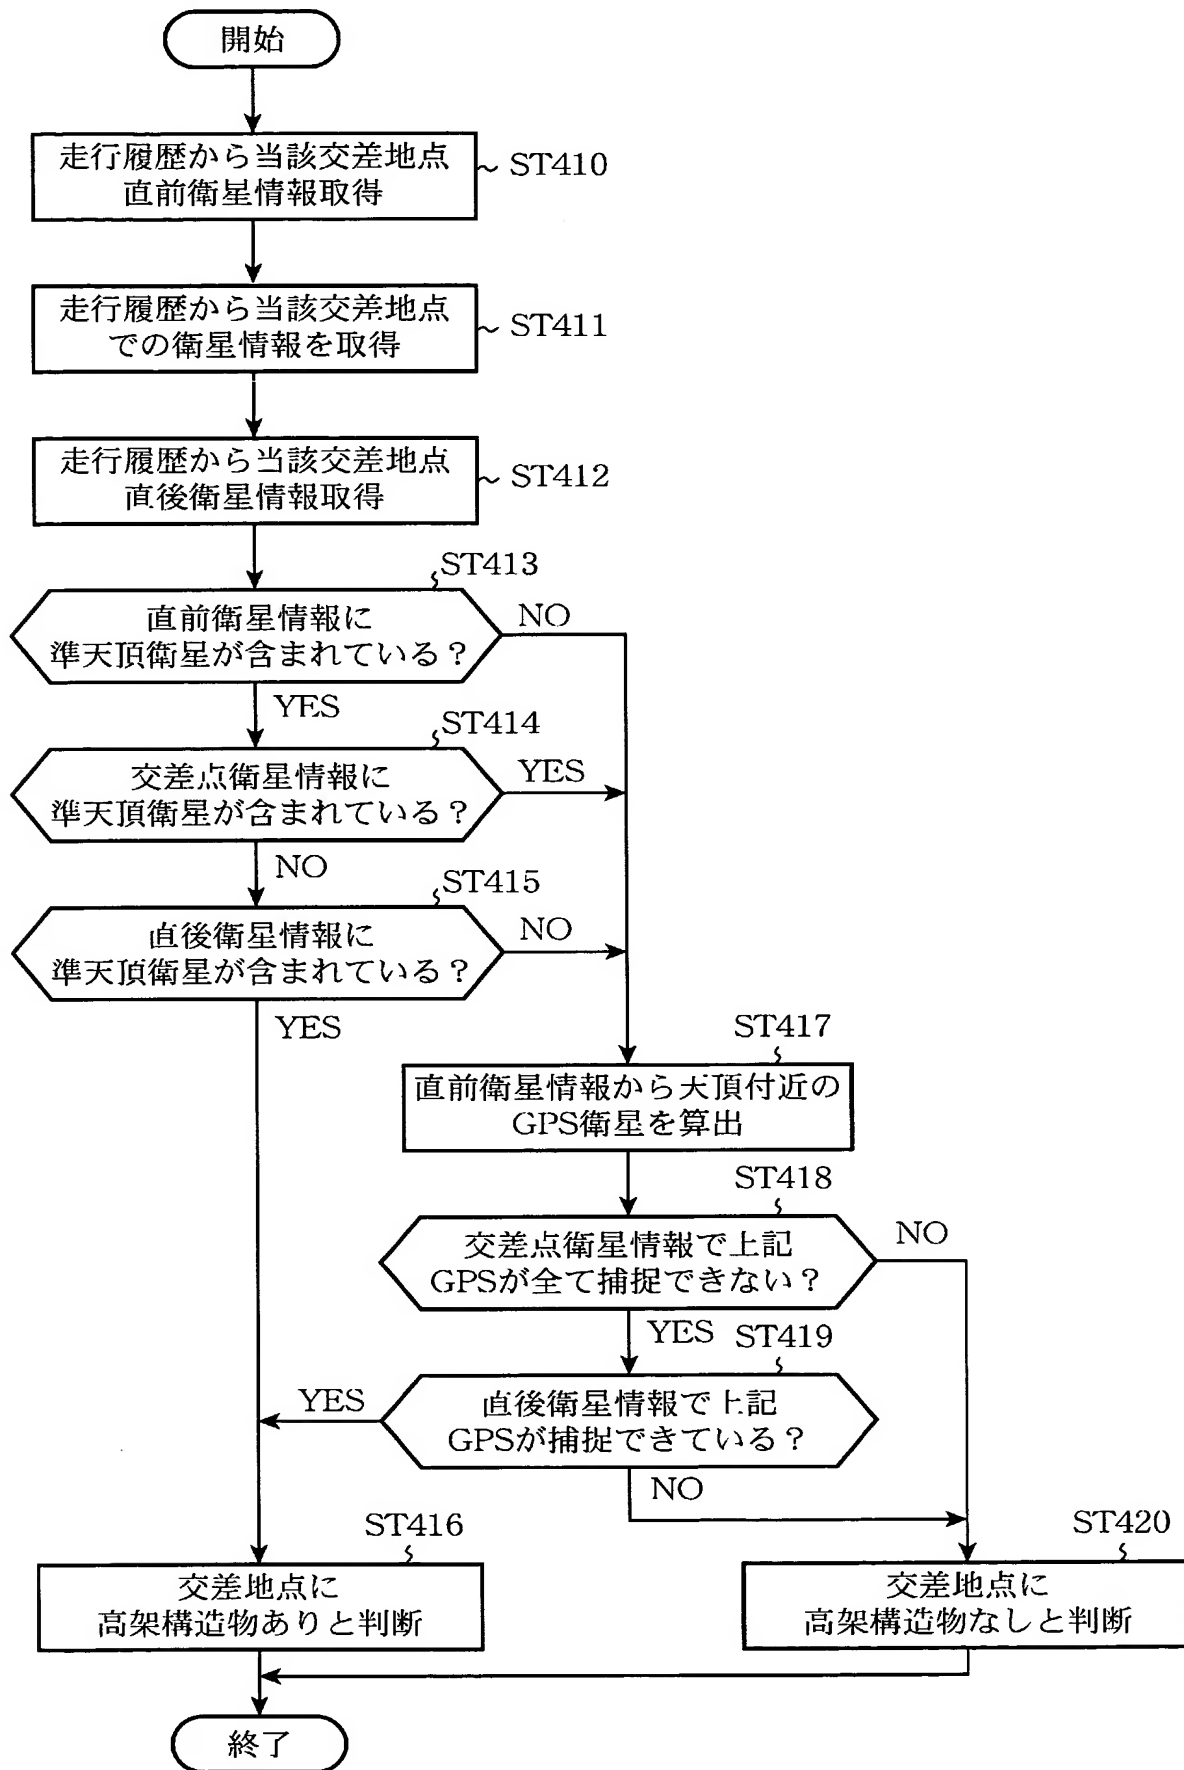 開始
走行履歴から当該交差地点
直前衛星情報取得
ST410
走行履歴から当該交差地点
での衛星情報を取得
ST411
走行履歴から当該交差地点
直後衛星情報取得
ST412
ST413
直前衛星情報に
準天頂衛星が含まれている？
NO
YES
ST414
交差点衛星情報に
準天頂衛星が含まれている？
YES
NO
ST415
直後衛星情報に
準天頂衛星が含まれている？
NO
YES
ST417
直前衛星情報から天頂付近の
GPS衛星を算出
ST418
交差点衛星情報で上記
GPSが全て捕捉できない？
NO
YES
ST419
直後衛星情報で上記
GPSが捕捉できている？
YES
NO
ST416
交差地点に
高架構造物ありと判断
ST420
交差地点に
高架構造物なしと判断
終了